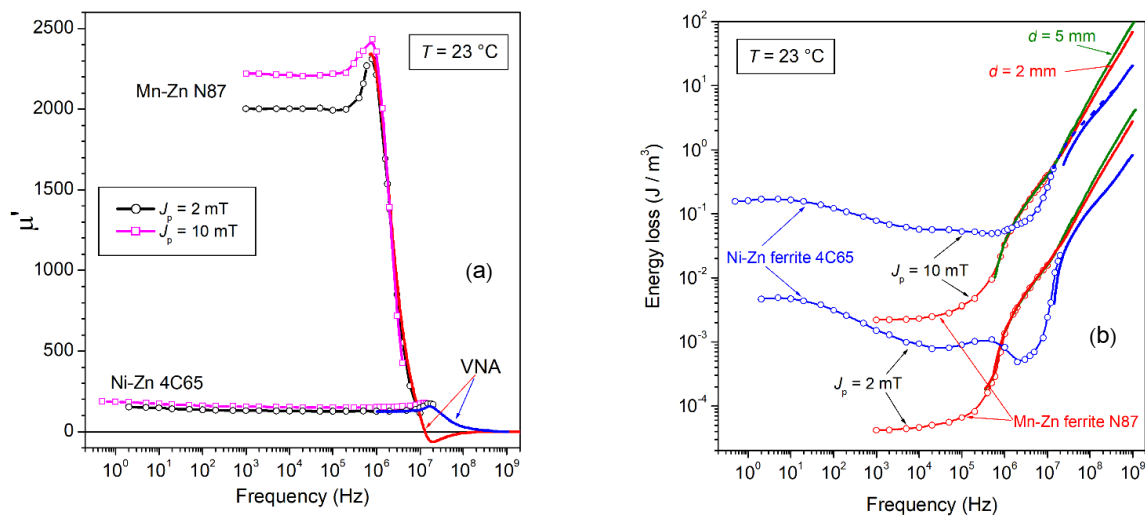 2500
2000
1500
1000
500
0
μ'
T = 23 °C
Mn-Zn N87
Jp = 2 mT
Jp = 10 mT
(a)
Ni-Zn 4C65
VNA
10^0 10^1 10^2 10^3 10^4 10^5 10^6 10^7 10^8 10^9
Frequency (Hz)
10^2
10^1
10^0
10^-1
10^-2
10^-3
10^-4
Energy loss (J / m^3)
T = 23 °C
d = 5 mm
d = 2 mm
Ni-Zn ferrite 4C65
Jp = 10 mT
(b)
Jp = 2 mT
Mn-Zn ferrite N87
10^0 10^1 10^2 10^3 10^4 10^5 10^6 10^7 10^8 10^9
Frequency (Hz)